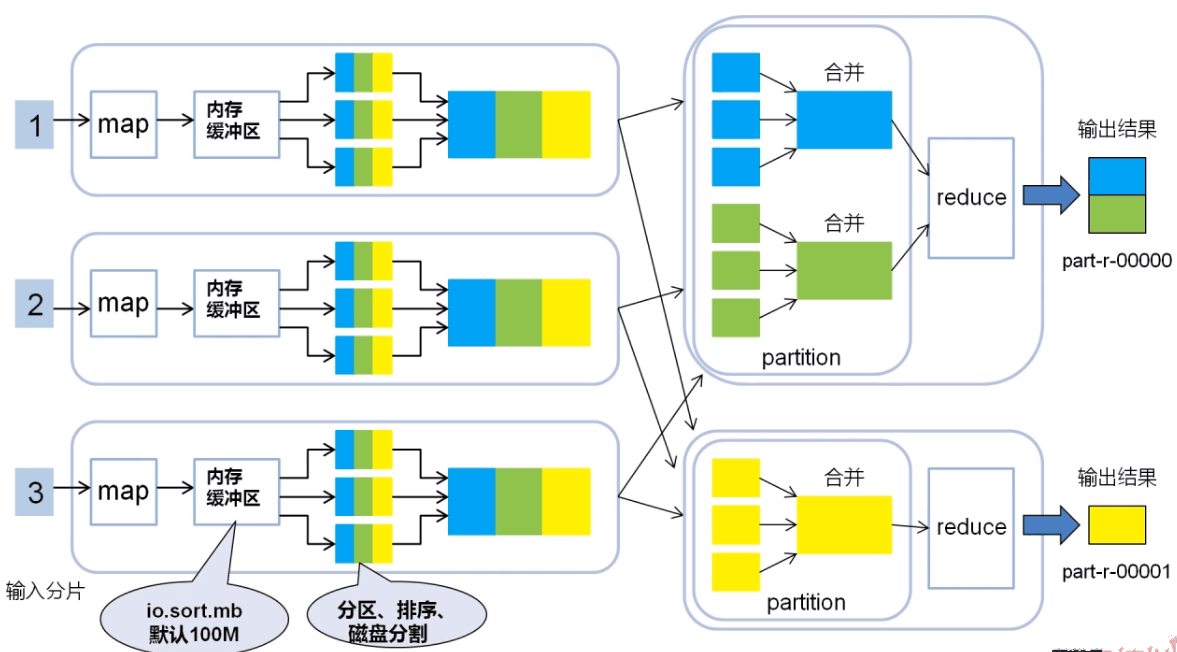 1
map
内存
缓冲区
2
map
内存
缓冲区
3
map
内存
缓冲区
输入分片
io.sort.mb
默认100M
分区、排序、
磁盘分割
合并
合并
partition
reduce
输出结果
part-r-00000
合并
partition
reduce
输出结果
part-r-00001